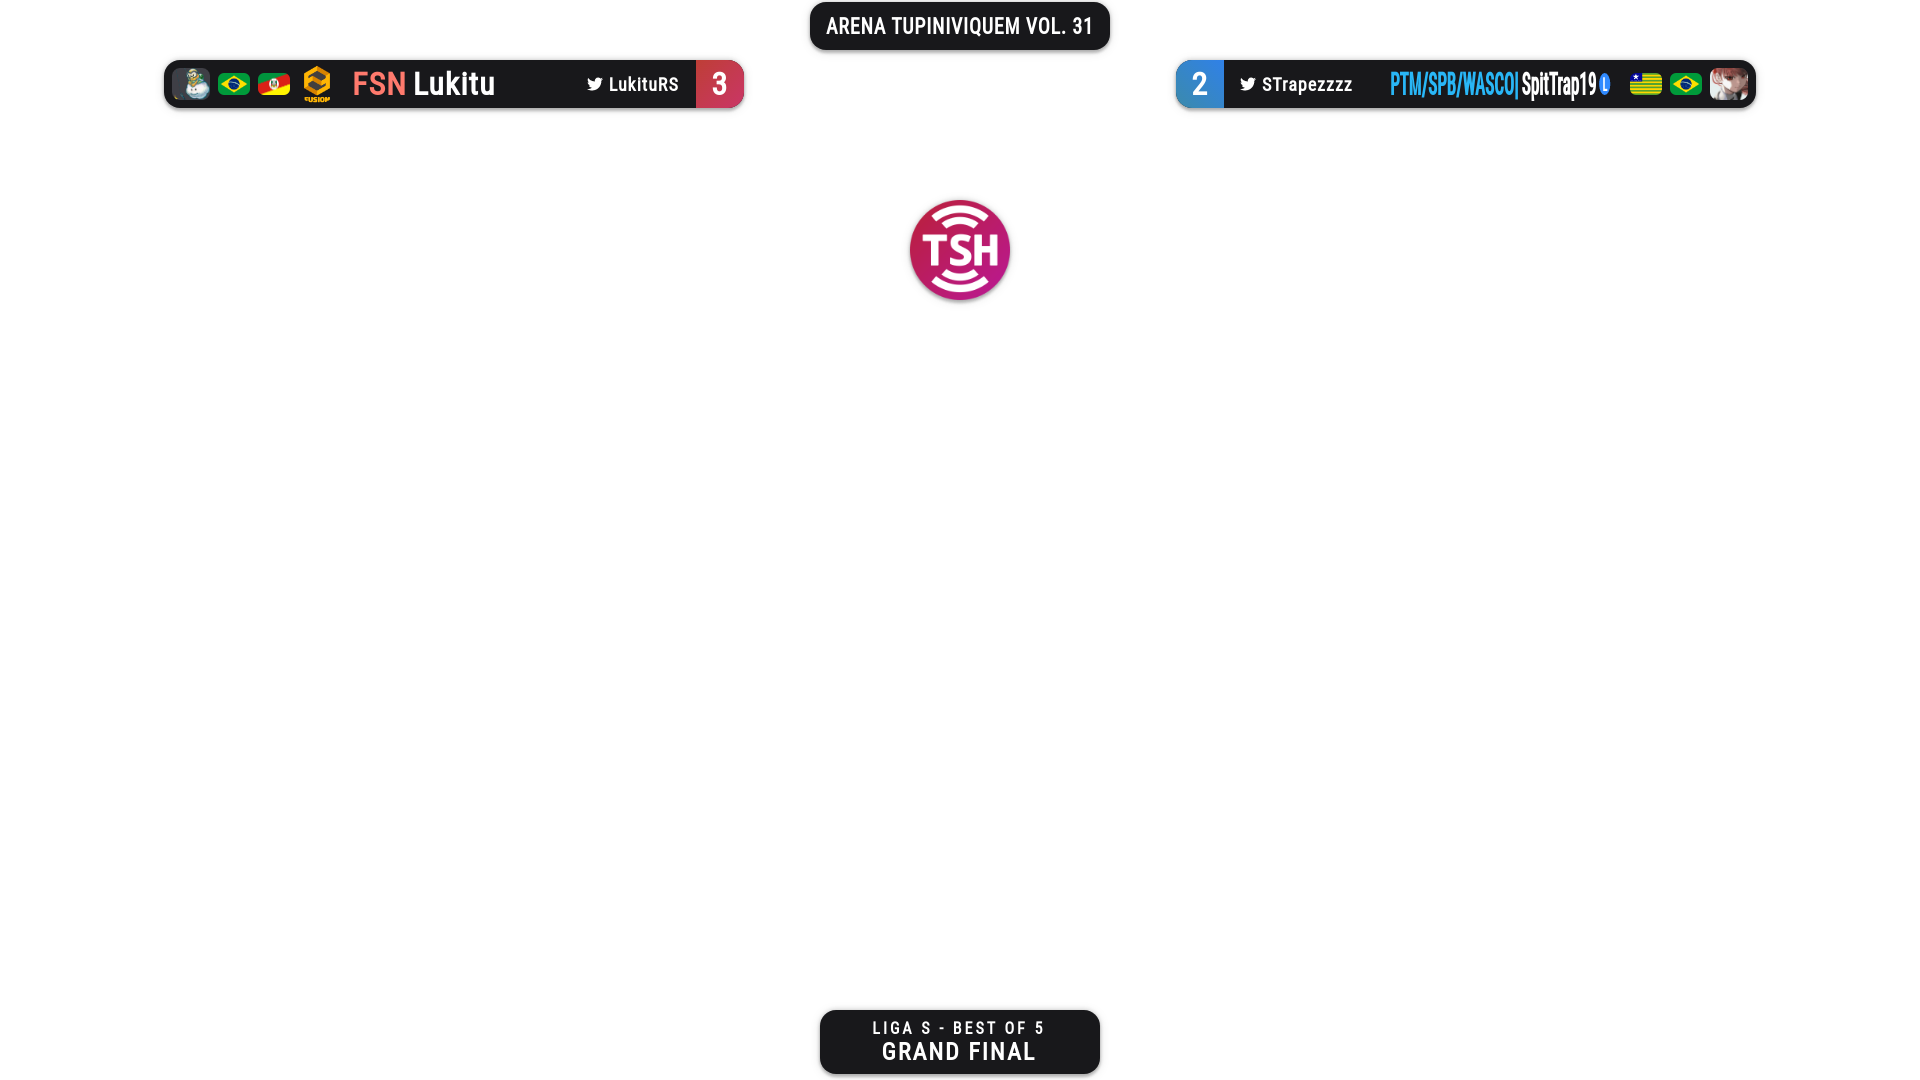 ARENA TUPINIVIQUEM VOL. 31
FUSION
FSN Lukitu
LukituRS
3
2
STrapezzzz
PTM/SPB/WASCO| SpitTrap19 L
TSH
LIGA S - BEST OF 5
GRAND FINAL